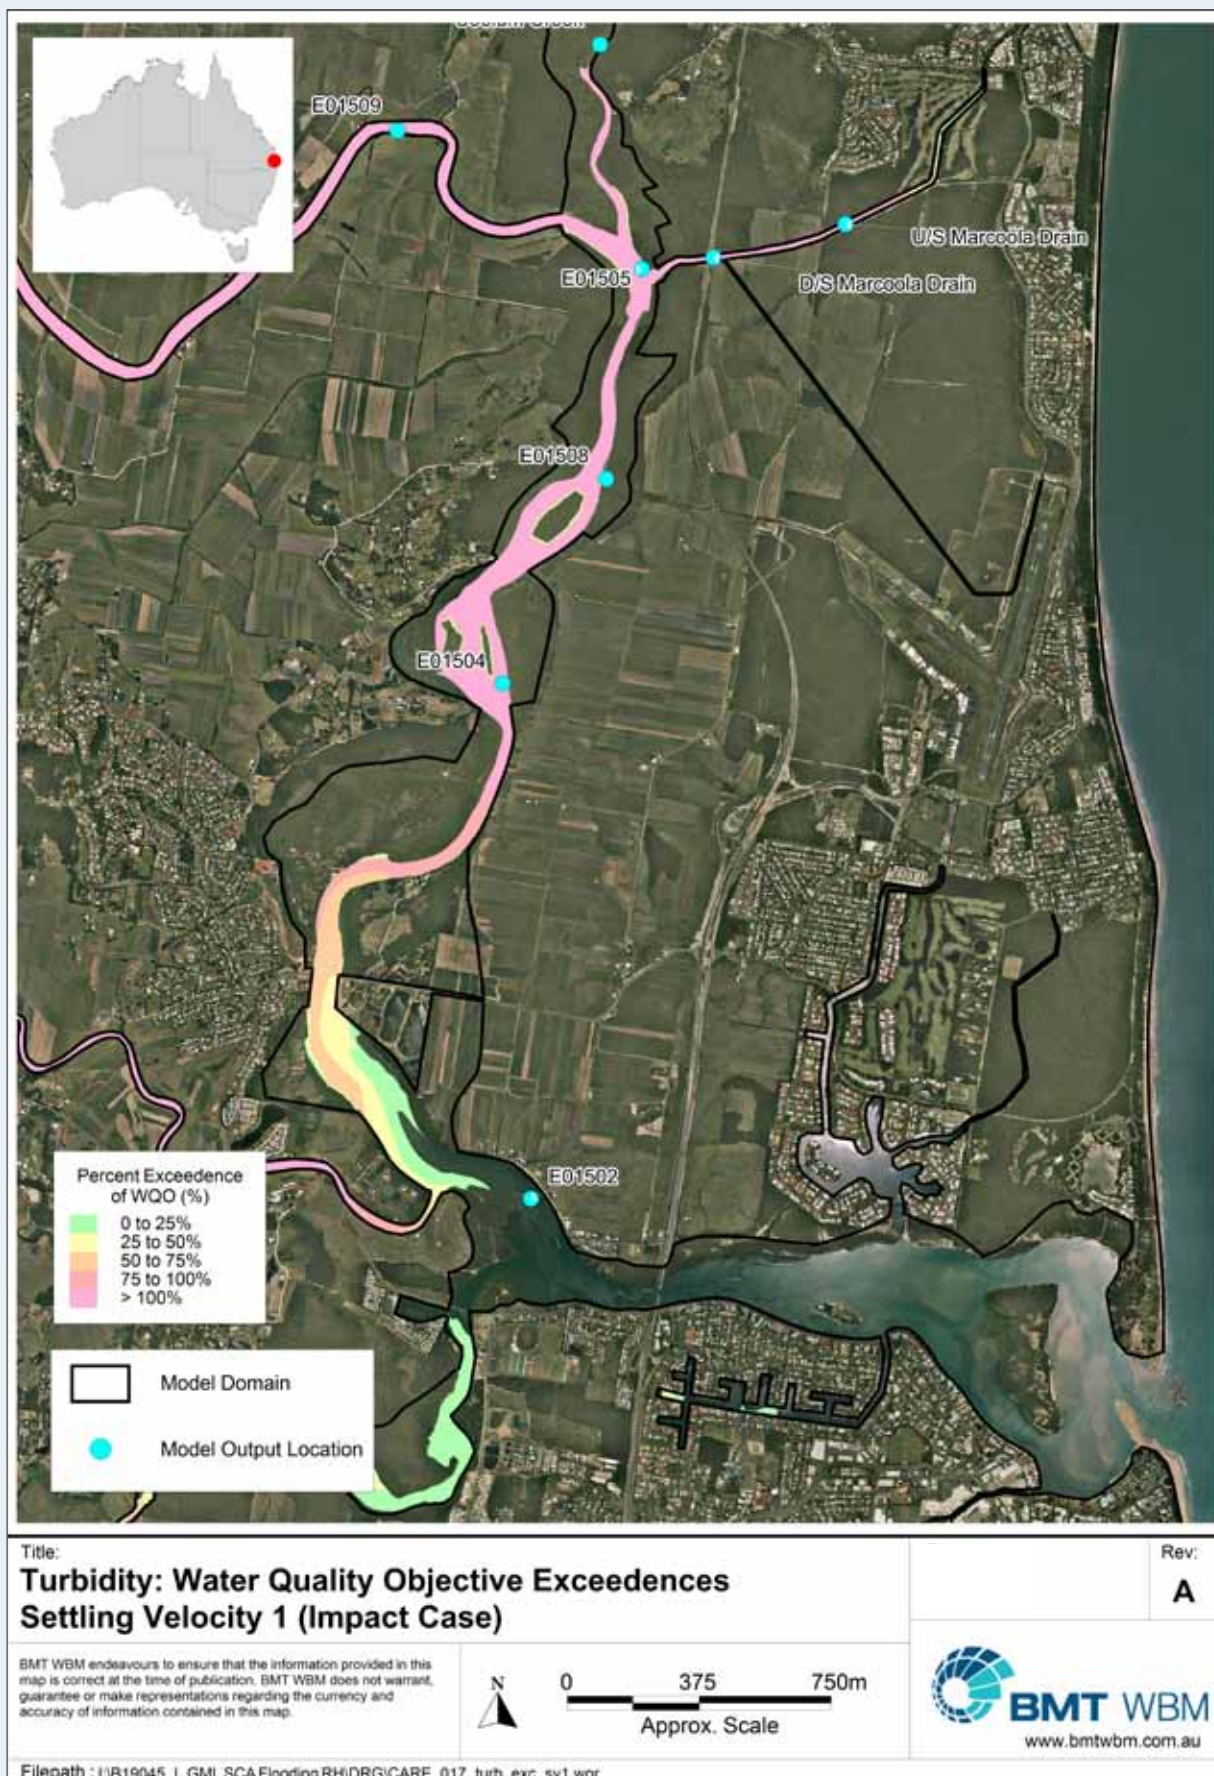 E01509
U/S Marcoola Drain
E01505
D/S Marcoola Drain
E01508
E01504
E01502
Percent Exceedence
of WQO (%)
0 to 25%
25 to 50%
50 to 75%
75 to 100%
> 100%
Model Domain
Model Output Location
Title:
Turbidity: Water Quality Objective Exceedences
Settling Velocity 1 (Impact Case)
Rev:
A
BMT WBM endeavours to ensure that the information provided in this
map is correct at the time of publication. BMT WBM does not warrant,
guarantee or make representations regarding the currency and
accuracy of information contained in this map.
N
0 375 750m
Approx. Scale
BMT WBM
www.bmtwbm.com.au
Filepath :